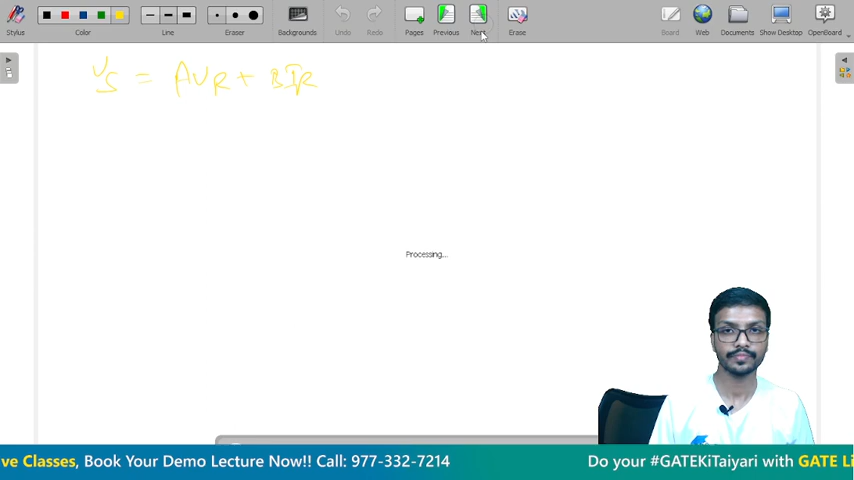 Stylus Color Line Eraser Backgrounds Undo Redo Pages Previous Next Erase Board Web Documents Show Desktop OpenBoard
Vs = AVR + BIR
Processing...
ve Classes, Book Your Demo Lecture Now!! Call: 977-332-7214 Do your #GATEKiTaiyari with GATE Li